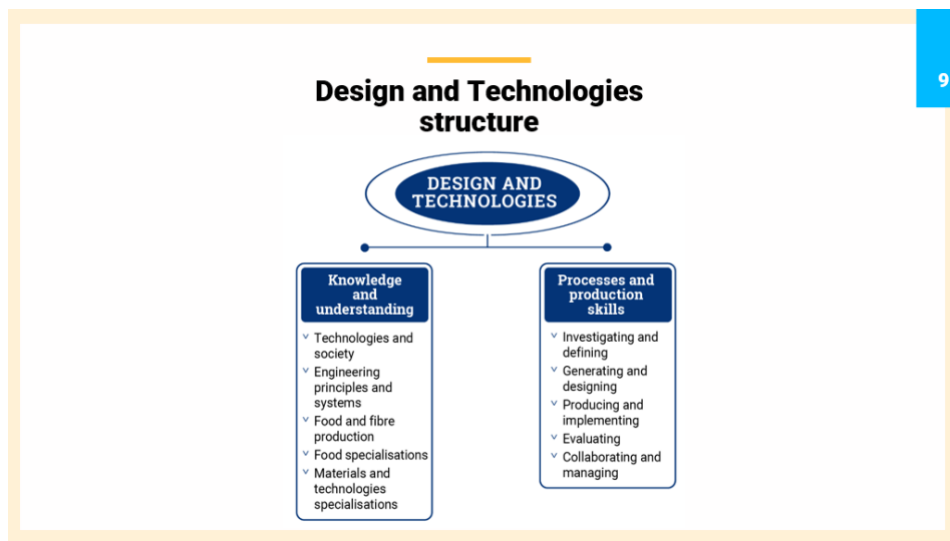 9
Design and Technologies
structure
DESIGN AND
TECHNOLOGIES
Knowledge
and
understanding
Technologies and
society
Engineering
principles and
systems
Food and fibre
production
Food specialisations
Materials and
technologies
specialisations
Processes and
production
skills
Investigating and
defining
Generating and
designing
Producing and
implementing
Evaluating
Collaborating and
managing